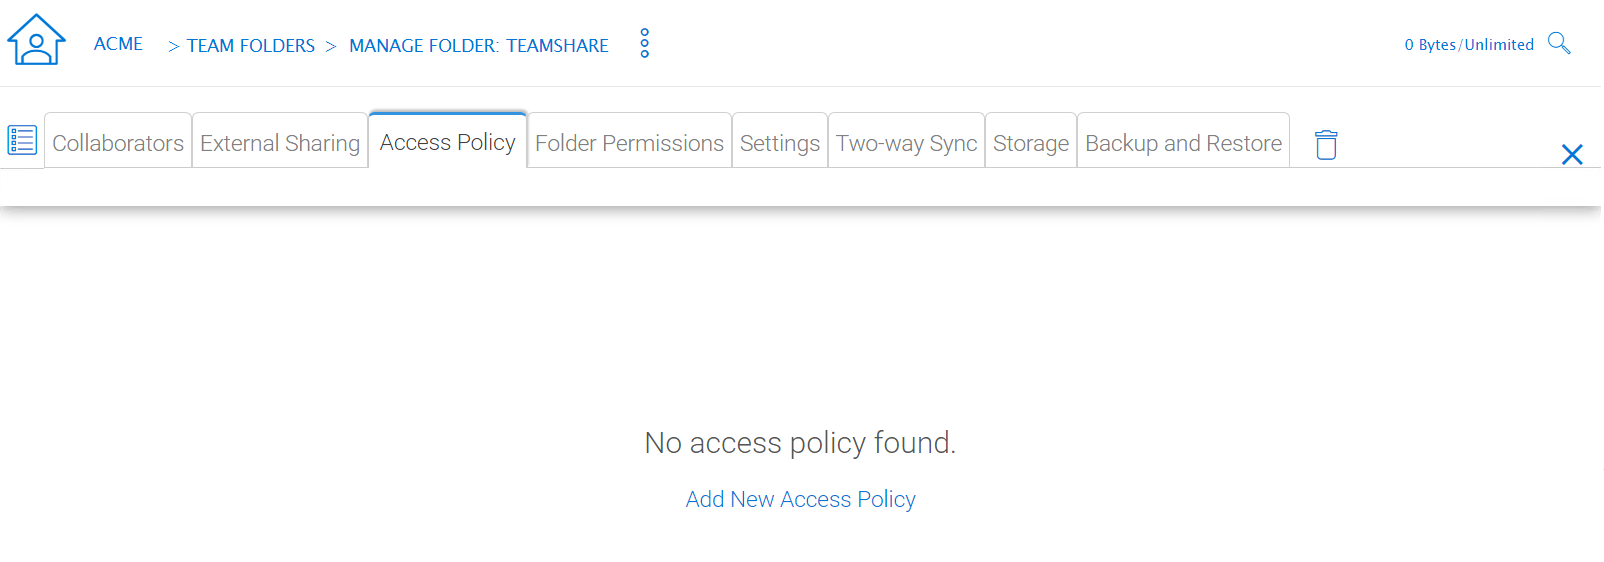 ACME > TEAM FOLDERS > MANAGE FOLDER: TEAMSHARE 0 Bytes/Unlimited
Collaborators External Sharing Access Policy Folder Permissions Settings Two-way Sync Storage Backup and Restore
No access policy found.
Add New Access Policy